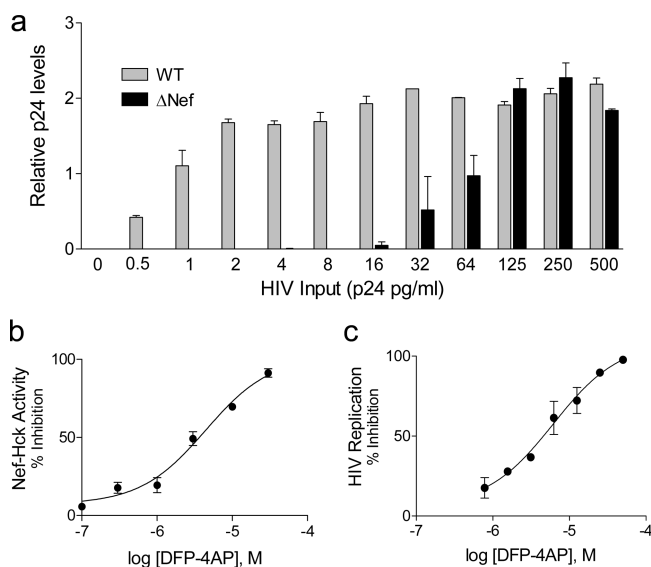 a
3
2
1
0
Relative p24 levels
WT
ΔNef
0 0.5 1 2 4 8 16 32 64 125 250 500
HIV Input (p24 pg/ml)
b
100
50
0
Nef-Hck Activity
% Inhibition
-7 -6 -5 -4
log [DFP-4AP], M
c
100
50
0
HIV Replication
% Inhibition
-7 -6 -5 -4
log [DFP-4AP], M